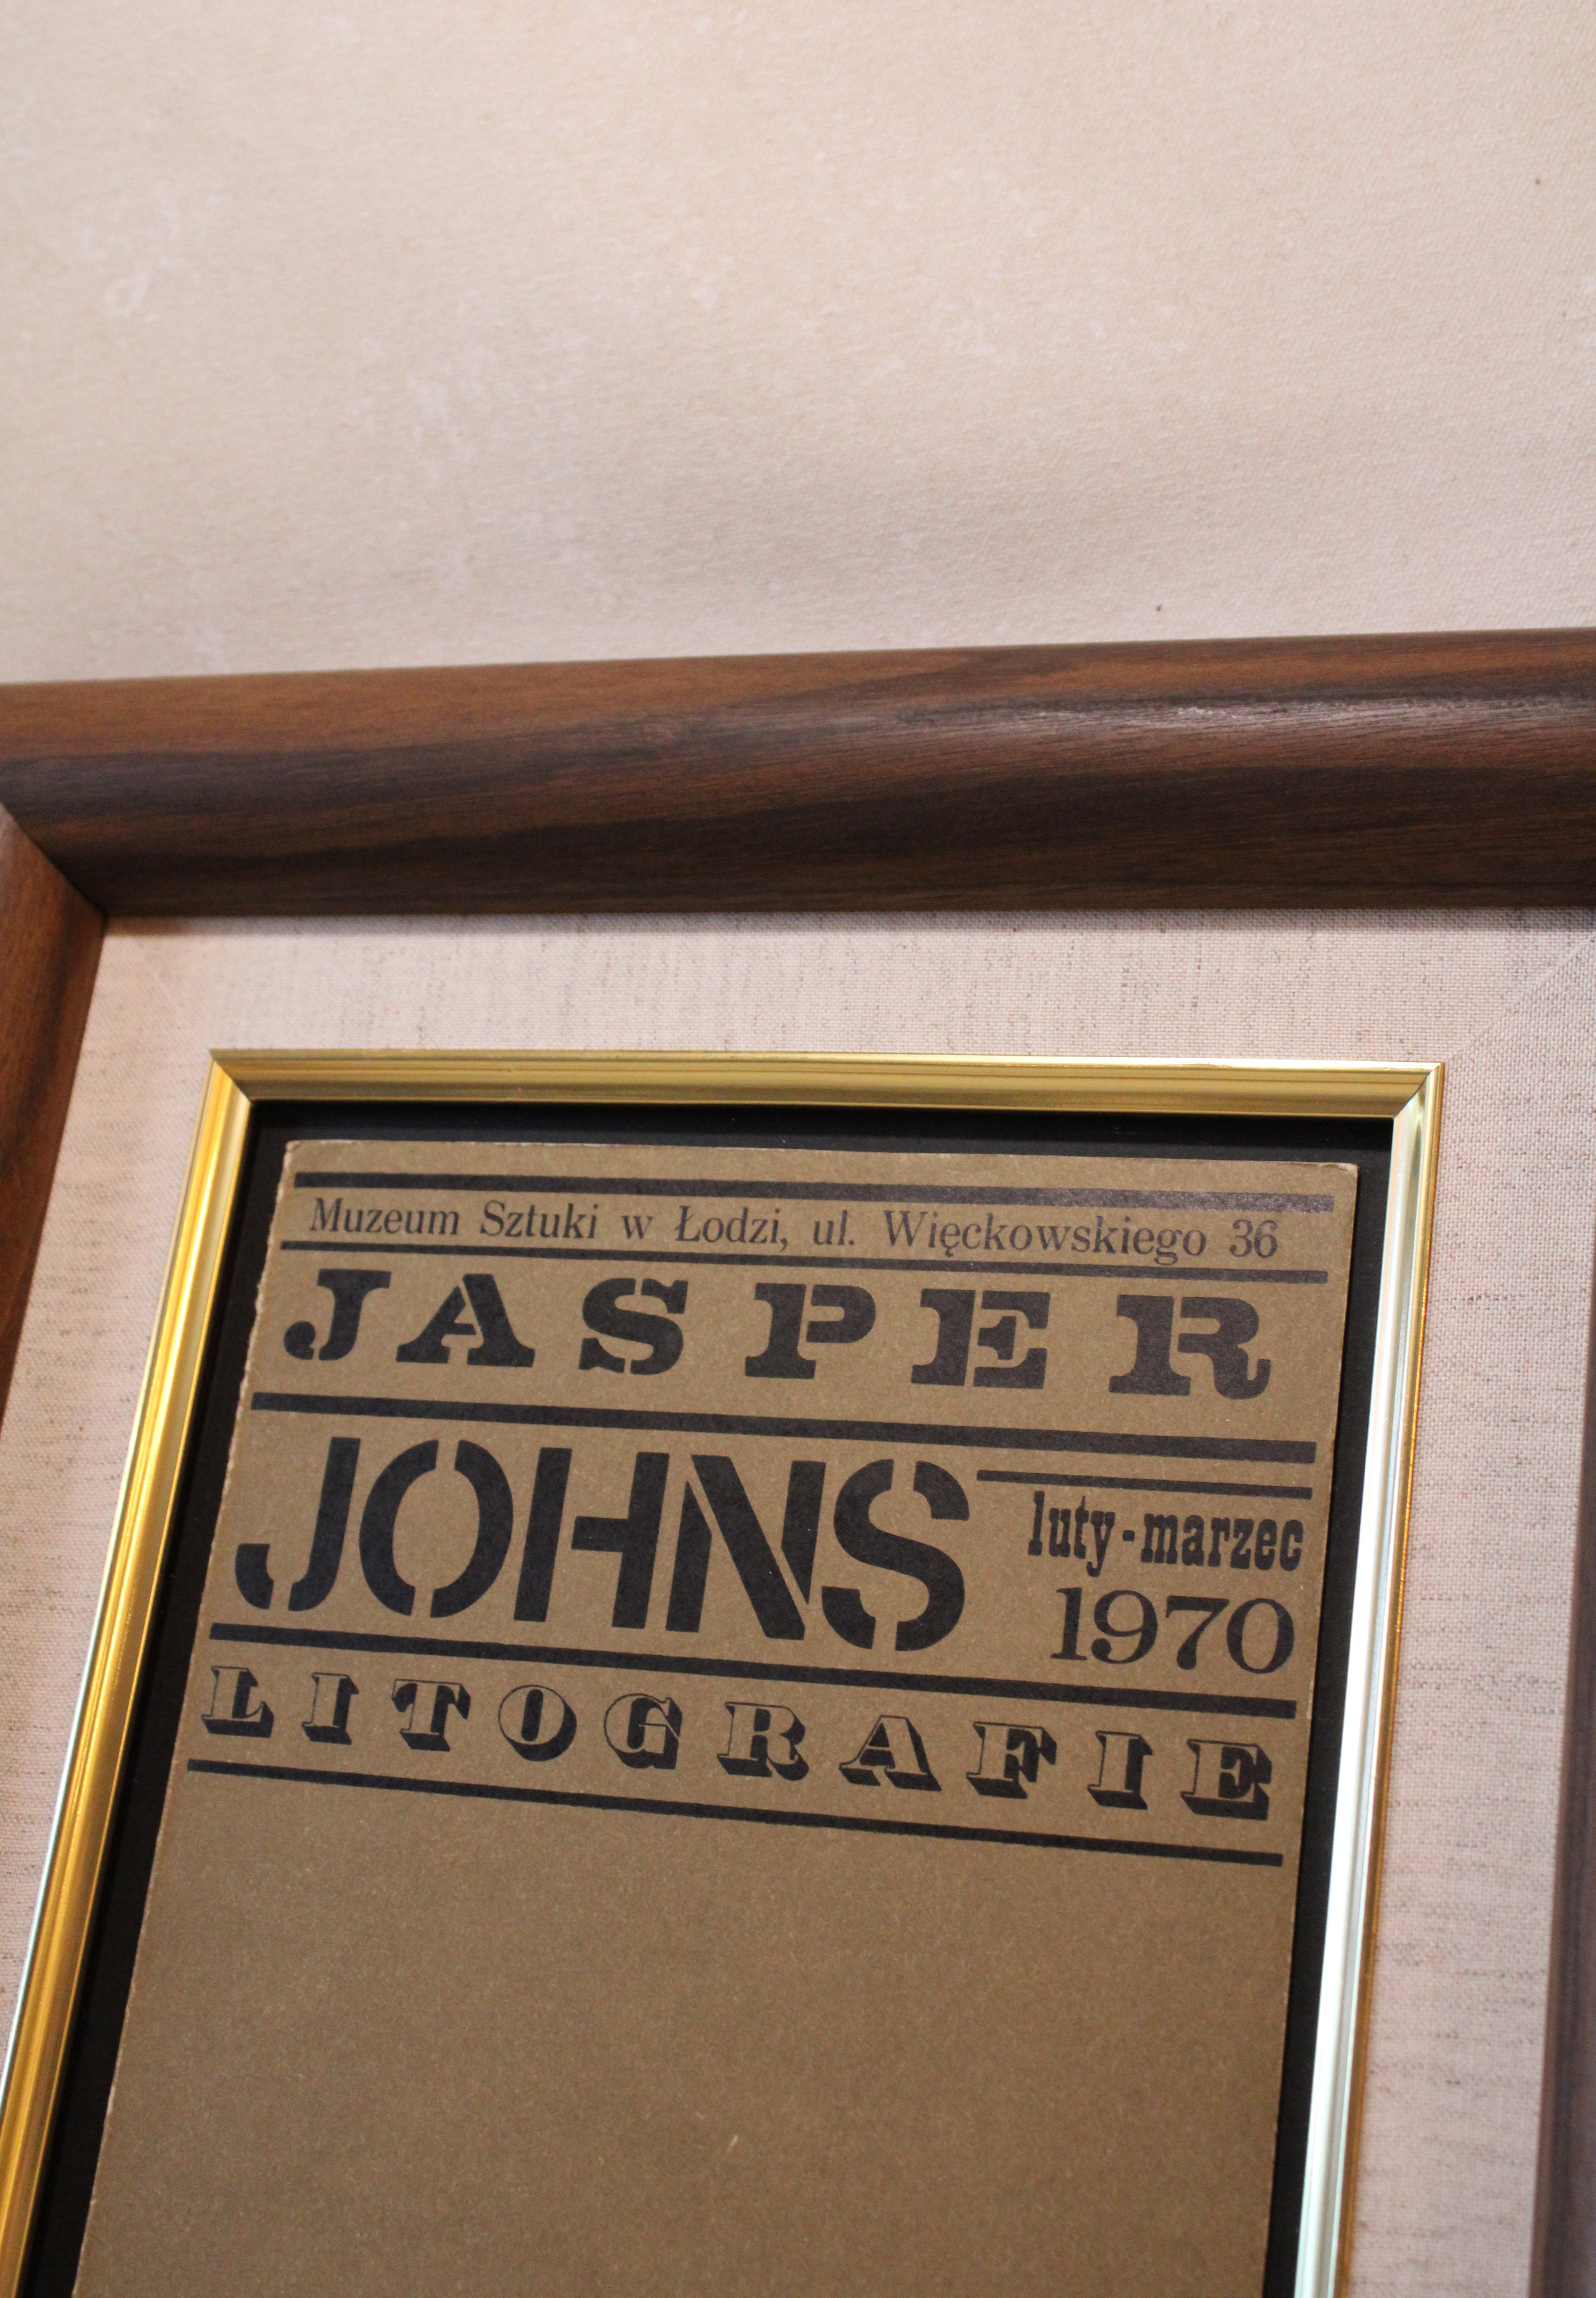 Muzeum Sztuki w Łodzi, ul. Więckowskiego 36
JASPER
JOHNS
luty-marzec
1970
LITOGRAFIE